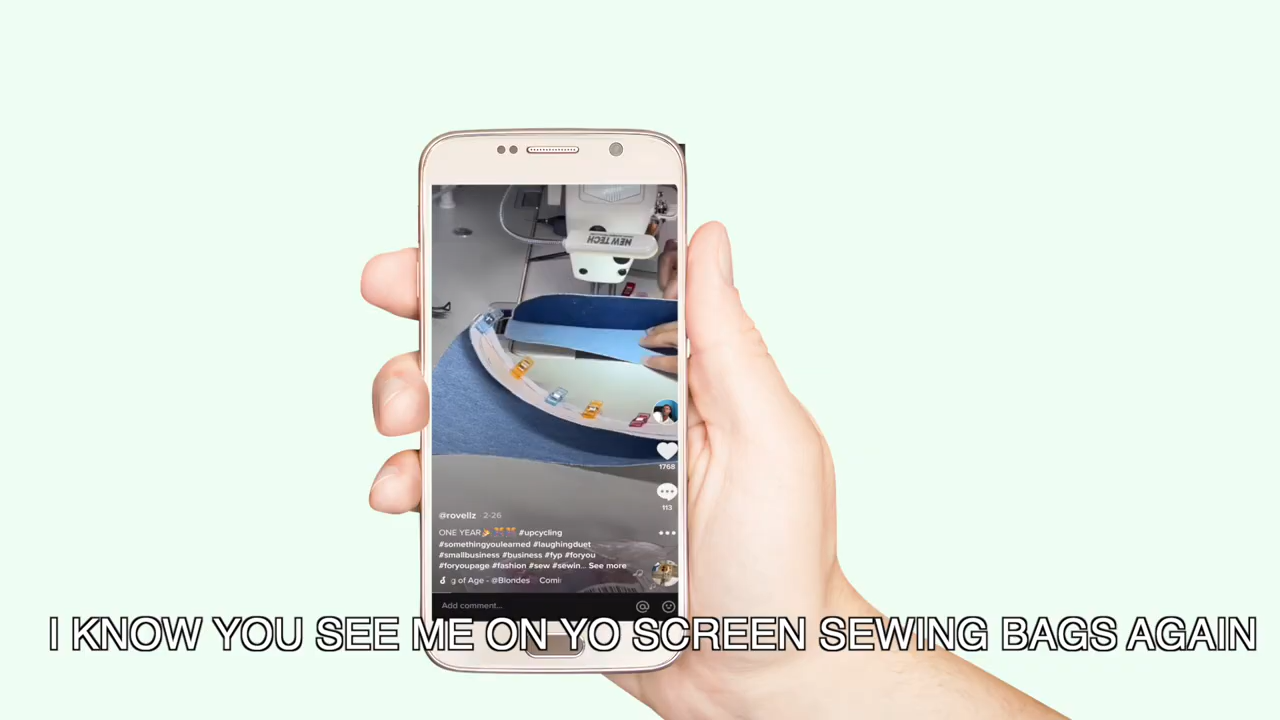 NEW TECH
1768
113
@rovellz · 2-26
ONE YEAR🎉 #upcycling
#somethingyoulearned #laughingduet
#smallbusiness #business #fyp #foryou
#foryoupage #fashion #sew #sewin... See more
g of Age - @Blondes Comi
Add comment...
I KNOW YOU SEE ME ON YO SCREEN SEWING BAGS AGAIN